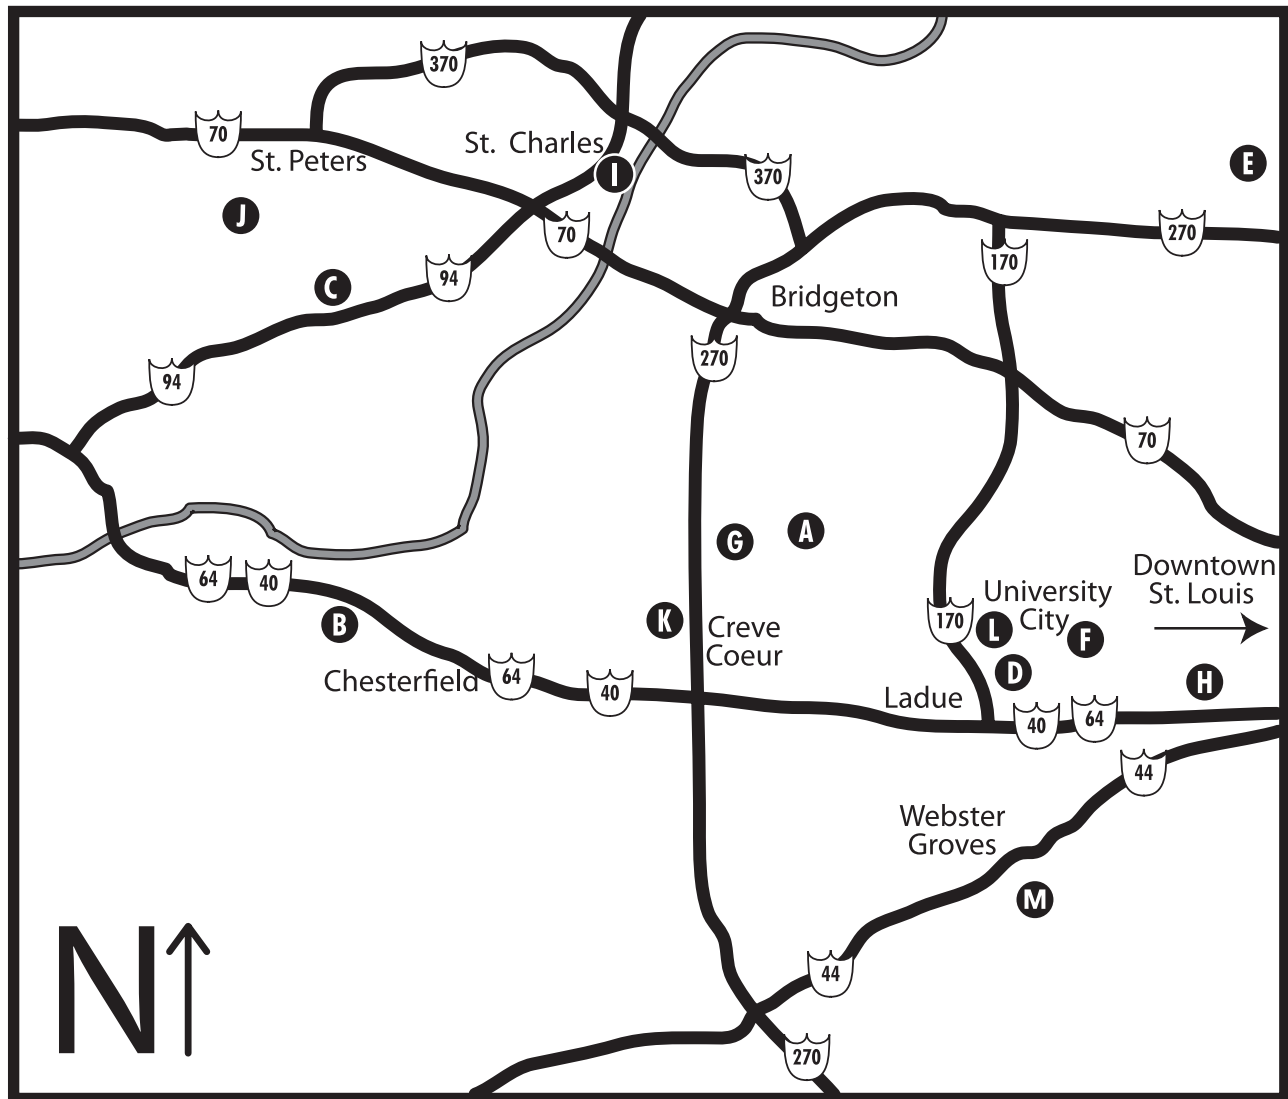 370
70
St. Peters
St. Charles
I
370
E
J
70
270
170
C
94
Bridgeton
270
94
70
G
A
64
40
B
Downtown
St. Louis
University
City
170
L
F
K
Creve
Coeur
D
H
Chesterfield
64
40
Ladue
40
64
44
Webster
Groves
M
44
N
270